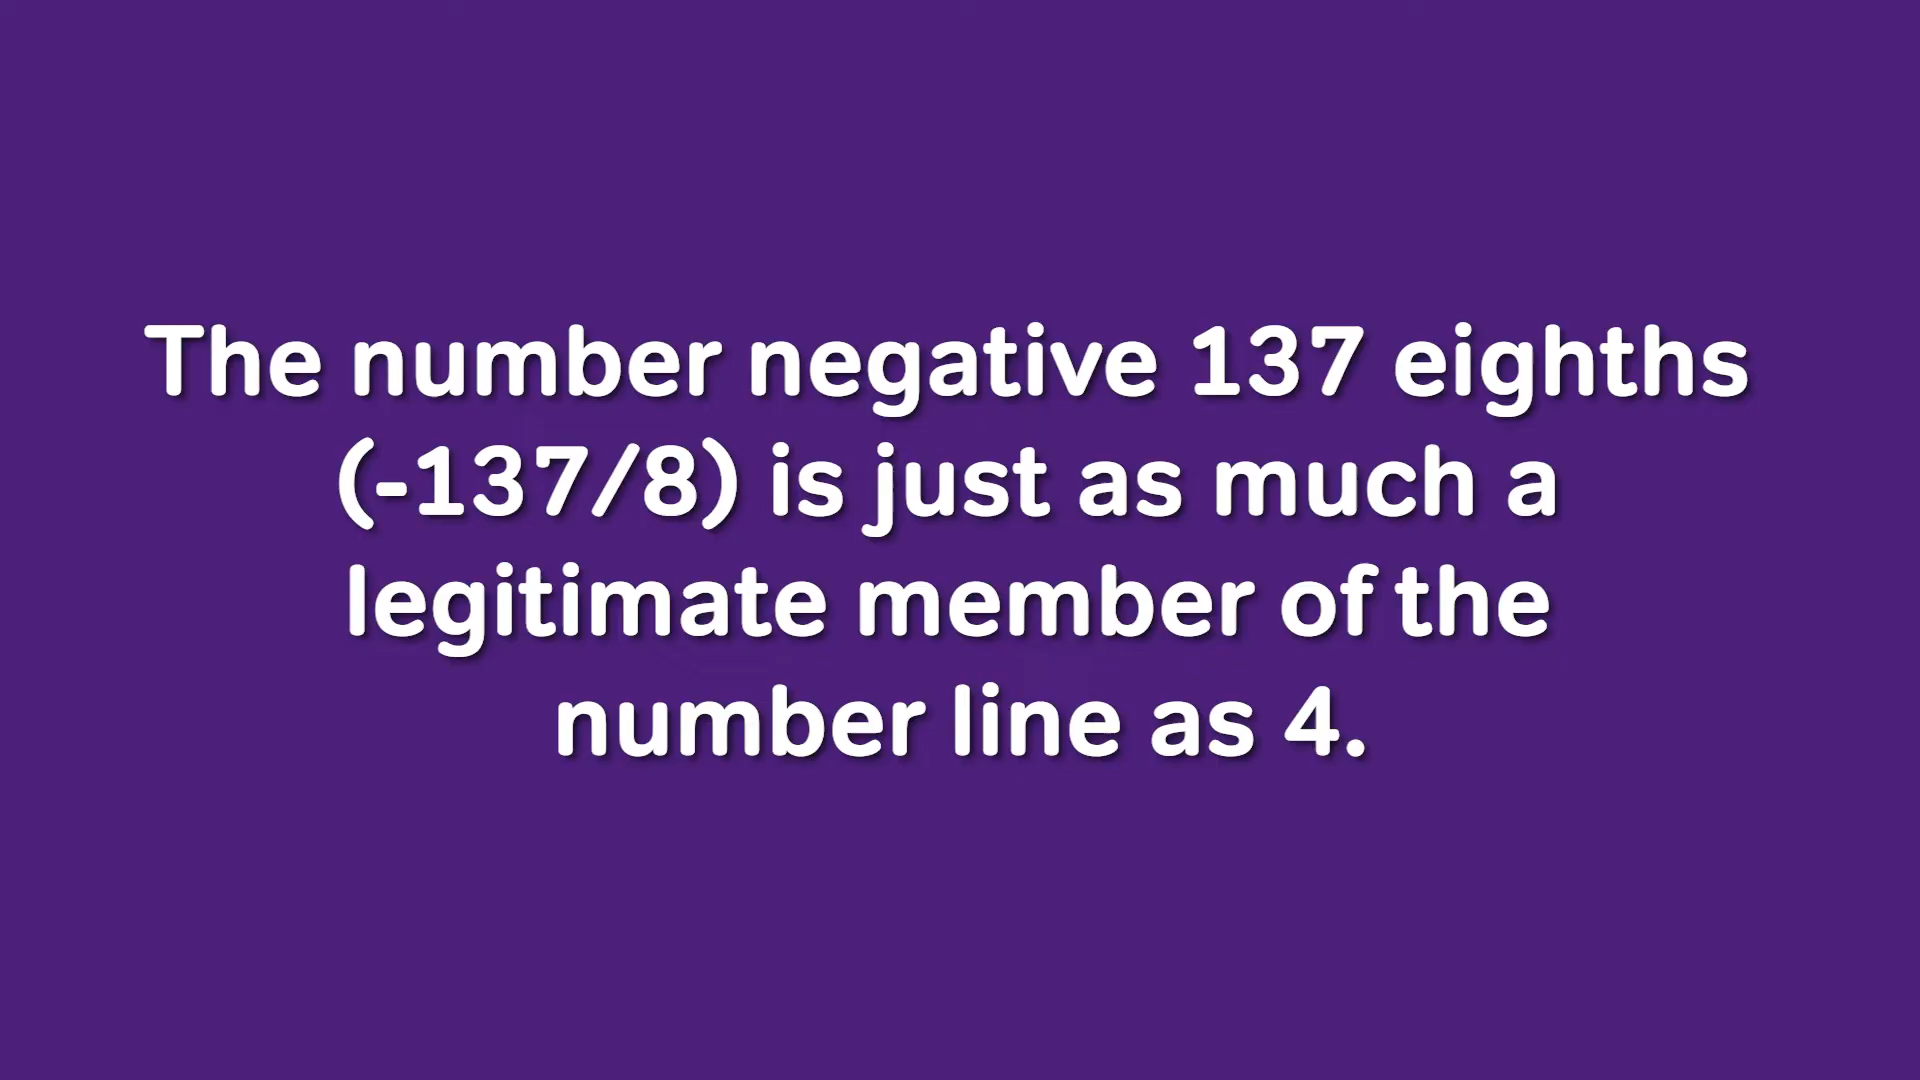 The number negative 137 eighths
(-137/8) is just as much a
legitimate member of the
number line as 4.